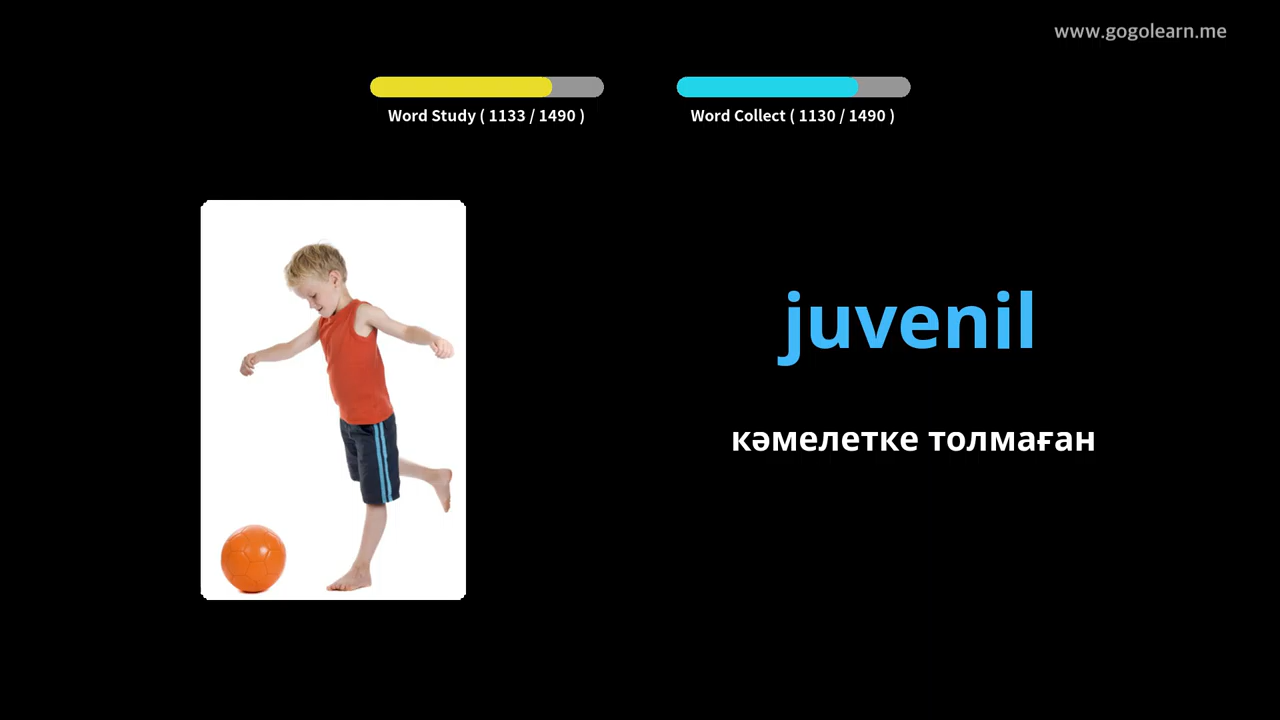 www.gogolearn.me
Word Study ( 1133 / 1490 )
Word Collect ( 1130 / 1490 )
juvenil
кәмелетке толмаған